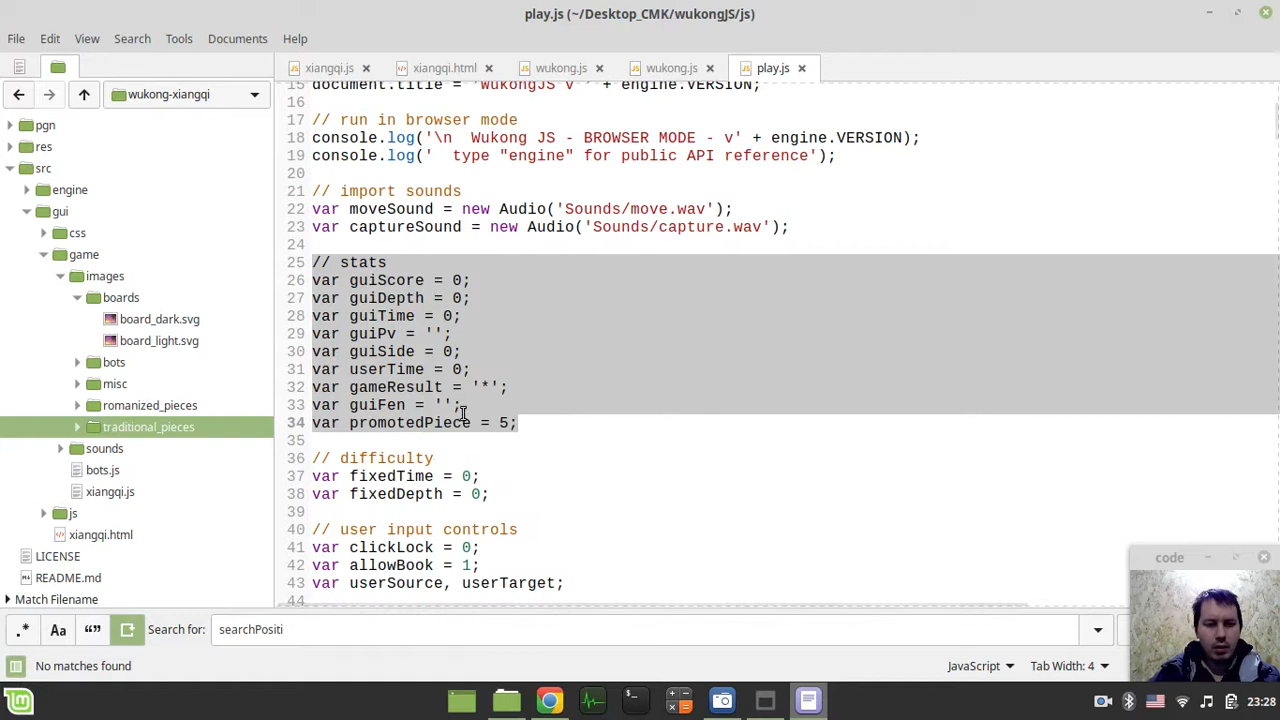 play.js (~/Desktop_CMK/wukongJS/js)
File Edit View Search Tools Documents Help
xiangqi.js xiangqi.html wukong.js wukong.js play.js
wukong-xiangqi
pgn
res
src
engine
gui
css
game
images
boards
board_dark.svg
board_light.svg
bots
misc
romanized_pieces
traditional_pieces
sounds
bots.js
xiangqi.js
js
xiangqi.html
LICENSE
README.md
Match Filename
15 document.title = 'WukongJS v' + engine.VERSION;
16
17 // run in browser mode
18 console.log('\n  Wukong JS - BROWSER MODE - v' + engine.VERSION);
19 console.log('  type "engine" for public API reference');
20
21 // import sounds
22 var moveSound = new Audio('Sounds/move.wav');
23 var captureSound = new Audio('Sounds/capture.wav');
24
25 // stats
26 var guiScore = 0;
27 var guiDepth = 0;
28 var guiTime = 0;
29 var guiPv = '';
30 var guiSide = 0;
31 var userTime = 0;
32 var gameResult = '*';
33 var guiFen = '';
34 var promotedPiece = 5;
35
36 // difficulty
37 var fixedTime = 0;
38 var fixedDepth = 0;
39
40 // user input controls
41 var clickLock = 0;
42 var allowBook = 1;
43 var userSource, userTarget;
44
code
.* Aa “” Search for: searchPositi
No matches found JavaScript Tab Width: 4
23:28